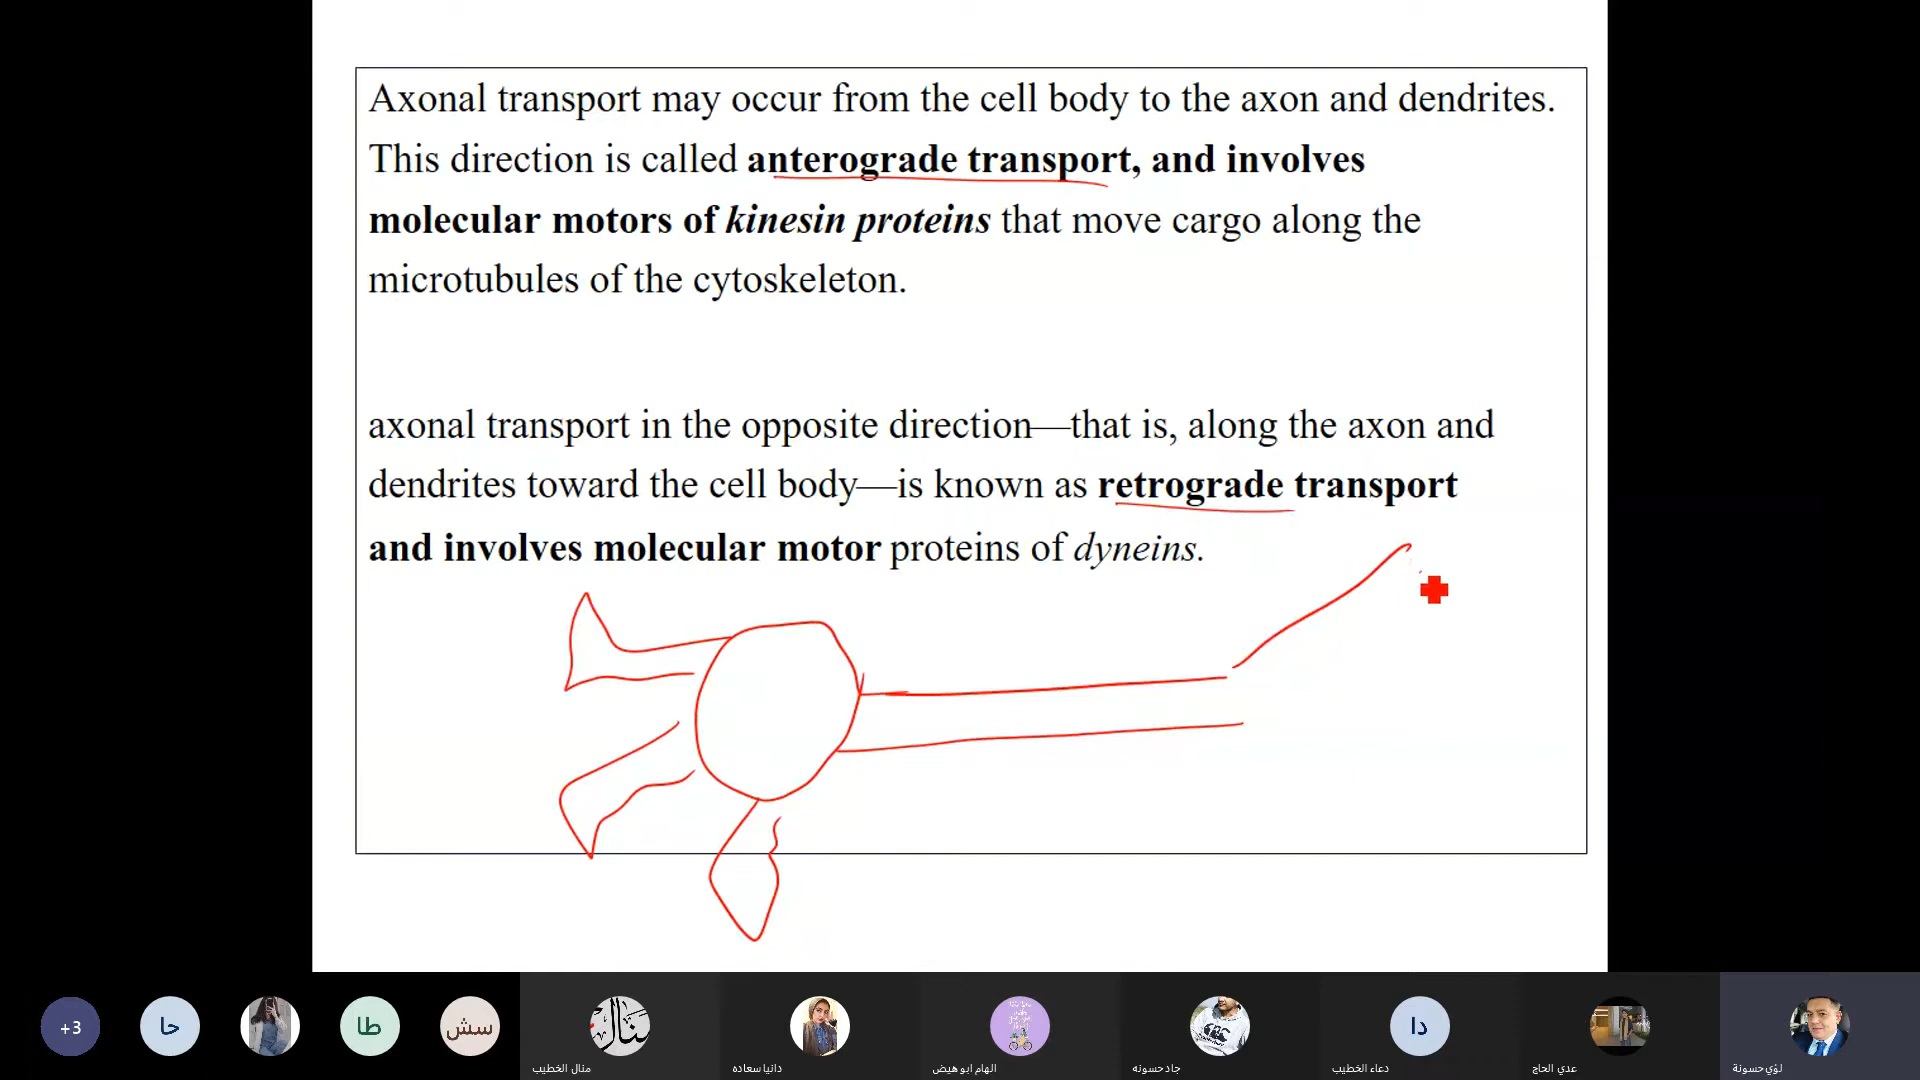 Axonal transport may occur from the cell body to the axon and dendrites.
This direction is called anterograde transport, and involves
molecular motors of kinesin proteins that move cargo along the
microtubules of the cytoskeleton.
axonal transport in the opposite direction—that is, along the axon and
dendrites toward the cell body—is known as retrograde transport
and involves molecular motor proteins of dyneins.
+3
حا
طا
سش
منال
دا
منال الخطيب
دانيا سعاده
الهام ابو هيض
جاد حسونه
دعاء الخطيب
عدي الحاج
لؤي حسونة